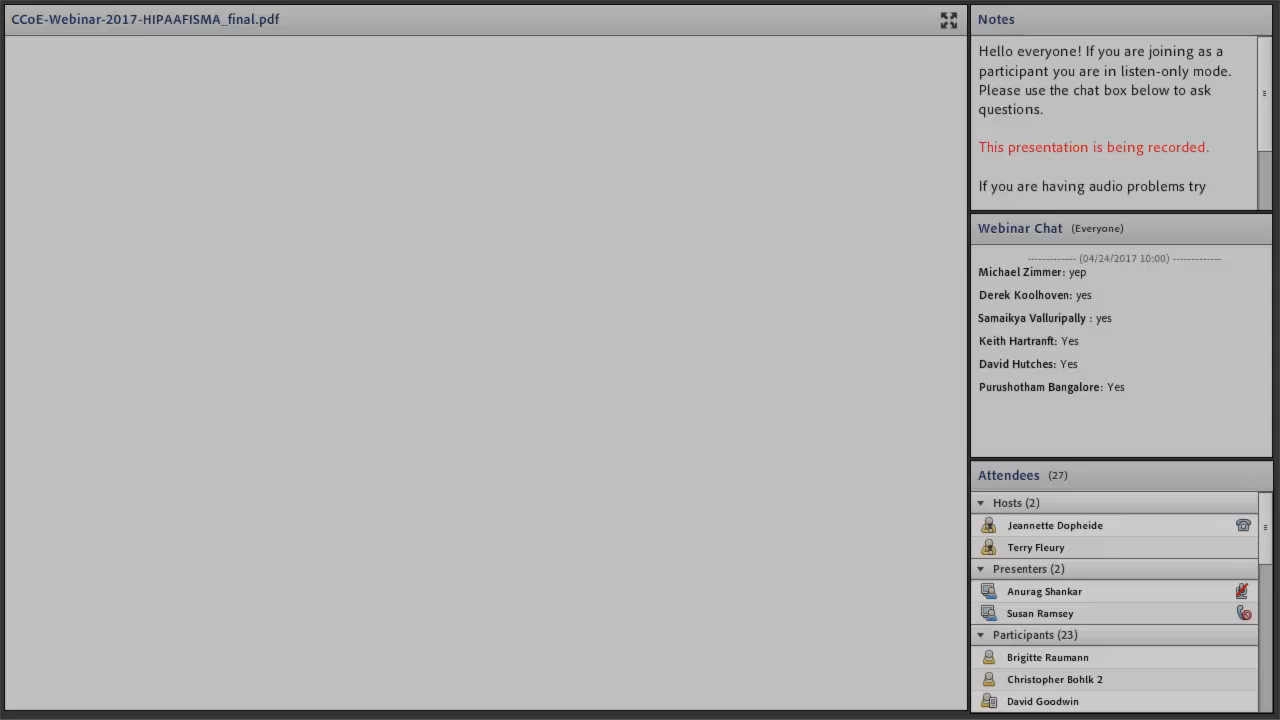 CCoE-Webinar-2017-HIPAAFISMA_final.pdf
Notes
Hello everyone! If you are joining as a
participant you are in listen-only mode.
Please use the chat box below to ask
questions.
This presentation is being recorded.
If you are having audio problems try
Webinar Chat (Everyone)
------------- (04/24/2017 10:00) -------------
Michael Zimmer: yep
Derek Koolhoven: yes
Samaikya Valluripally : yes
Keith Hartranft: Yes
David Hutches: Yes
Purushotham Bangalore: Yes
Attendees (27)
Hosts (2)
Jeannette Dopheide
Terry Fleury
Presenters (2)
Anurag Shankar
Susan Ramsey
Participants (23)
Brigitte Raumann
Christopher Bohlk 2
David Goodwin